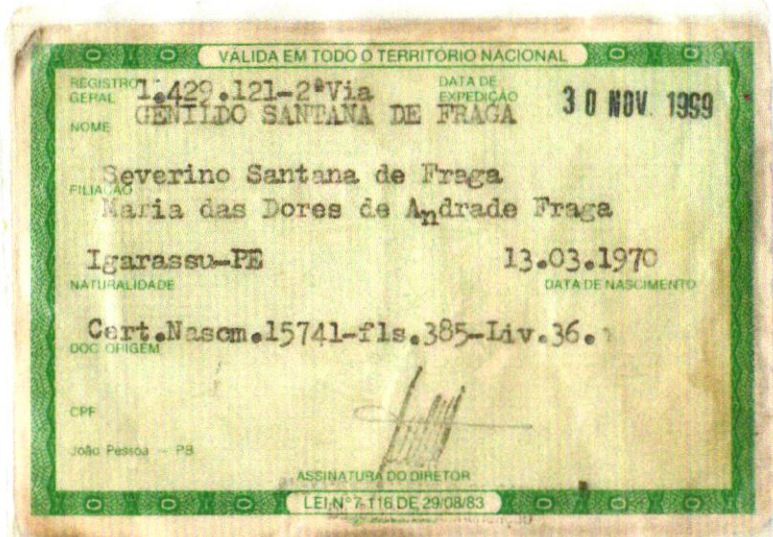 VÁLIDA EM TODO O TERRITÓRIO NACIONAL
REGISTRO GERAL 1.429.121-2ªVia DATA DE EXPEDIÇÃO 30 NOV. 1999
NOME GENILDO SANTANA DE FRAGA
FILIAÇÃO Severino Santana de Fraga
Maria das Dores de Andrade Fraga
Igarassu-PE 13.03.1970
NATURALIDADE DATA DE NASCIMENTO
Cert.Nascm.15741-fls.385-Liv.36.
DOC ORIGEM
CPF
João Pessoa - PB
ASSINATURA DO DIRETOR
LEI Nº 7.116 DE 29/08/83